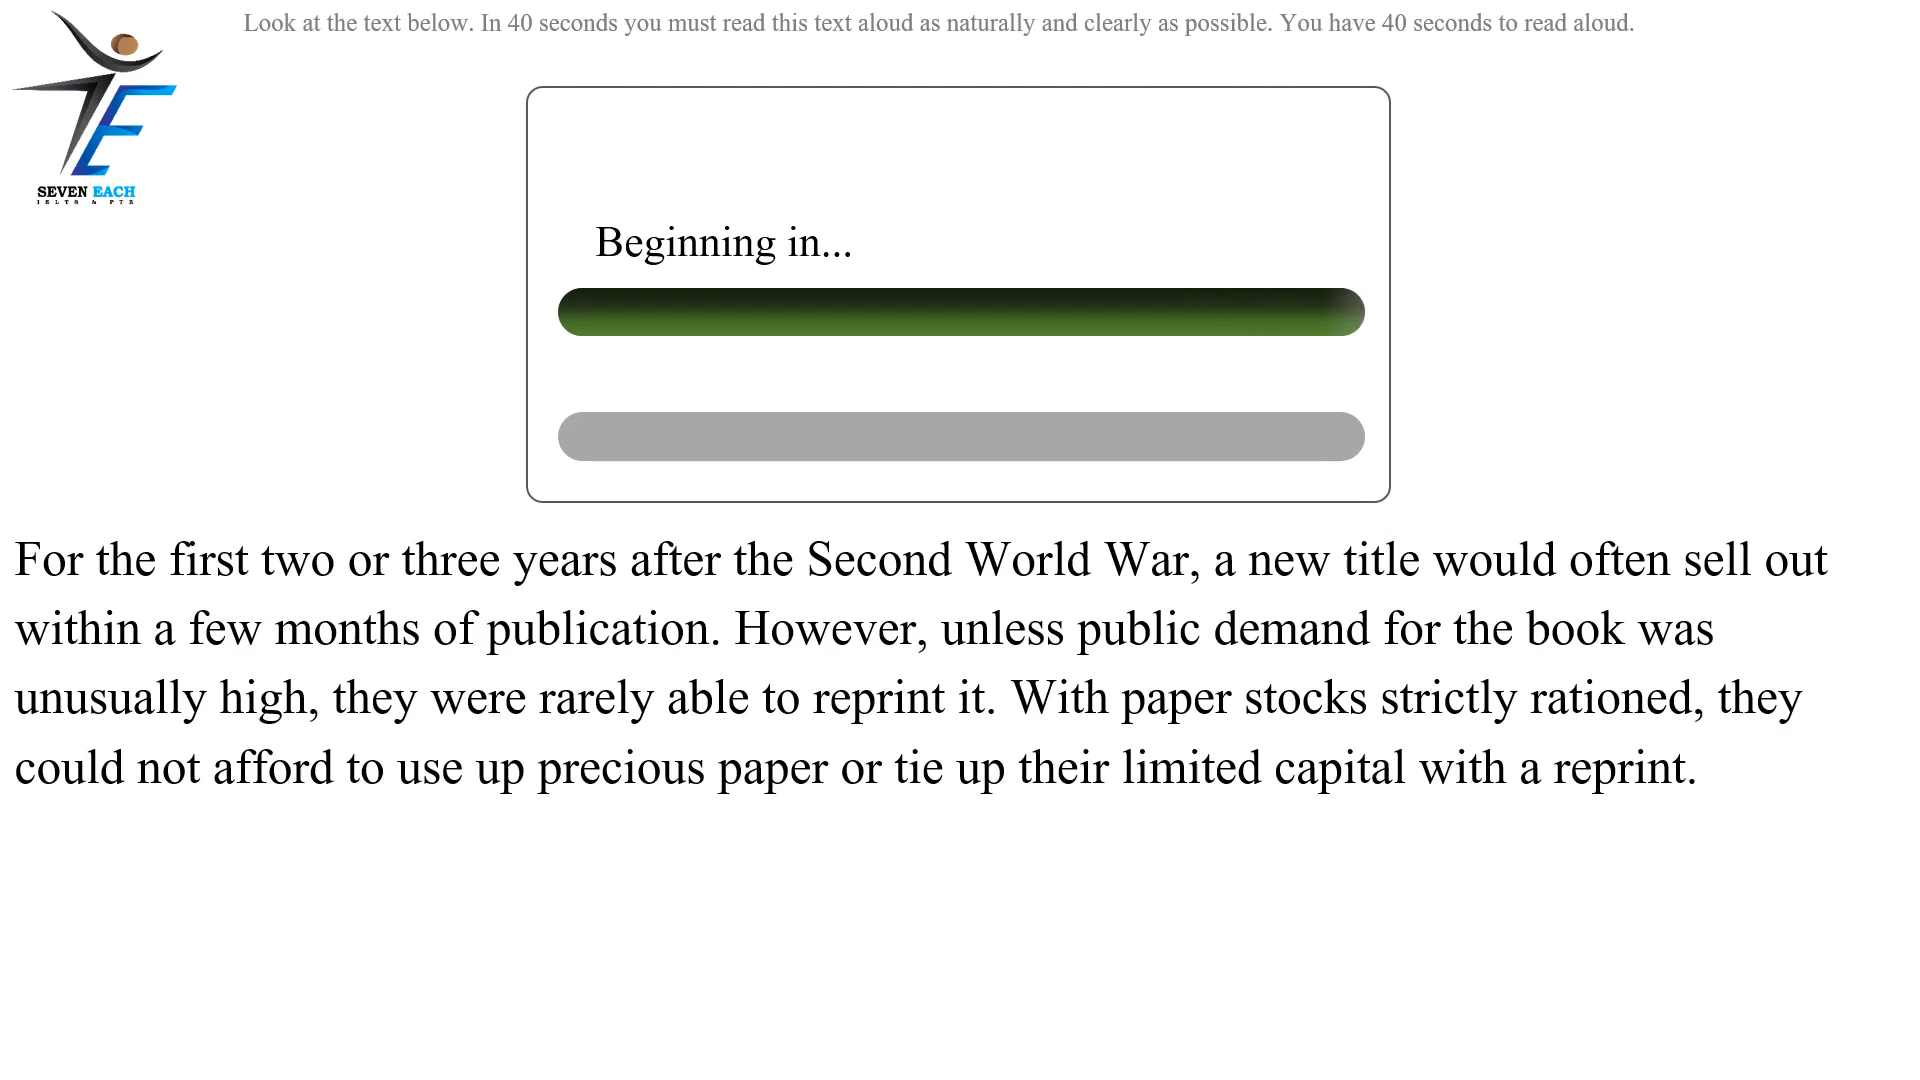 Look at the text below. In 40 seconds you must read this text aloud as naturally and clearly as possible. You have 40 seconds to read aloud.
SEVEN EACH
IELTS & PTE
Beginning in...
For the first two or three years after the Second World War, a new title would often sell out
within a few months of publication. However, unless public demand for the book was
unusually high, they were rarely able to reprint it. With paper stocks strictly rationed, they
could not afford to use up precious paper or tie up their limited capital with a reprint.